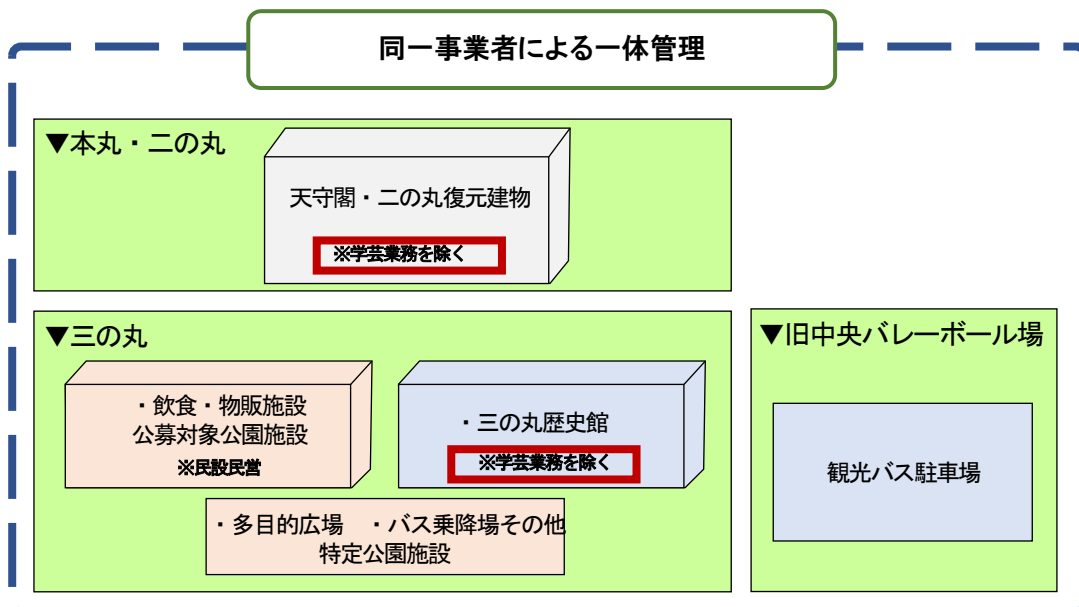 同一事業者による一体管理
▼本丸・二の丸
天守閣・二の丸復元建物
※学芸業務を除く
▼三の丸
・飲食・物販施設
公募対象公園施設
※民設民営
・三の丸歴史館
※学芸業務を除く
・多目的広場　・バス乗降場その他
特定公園施設
▼旧中央バレーボール場
観光バス駐車場